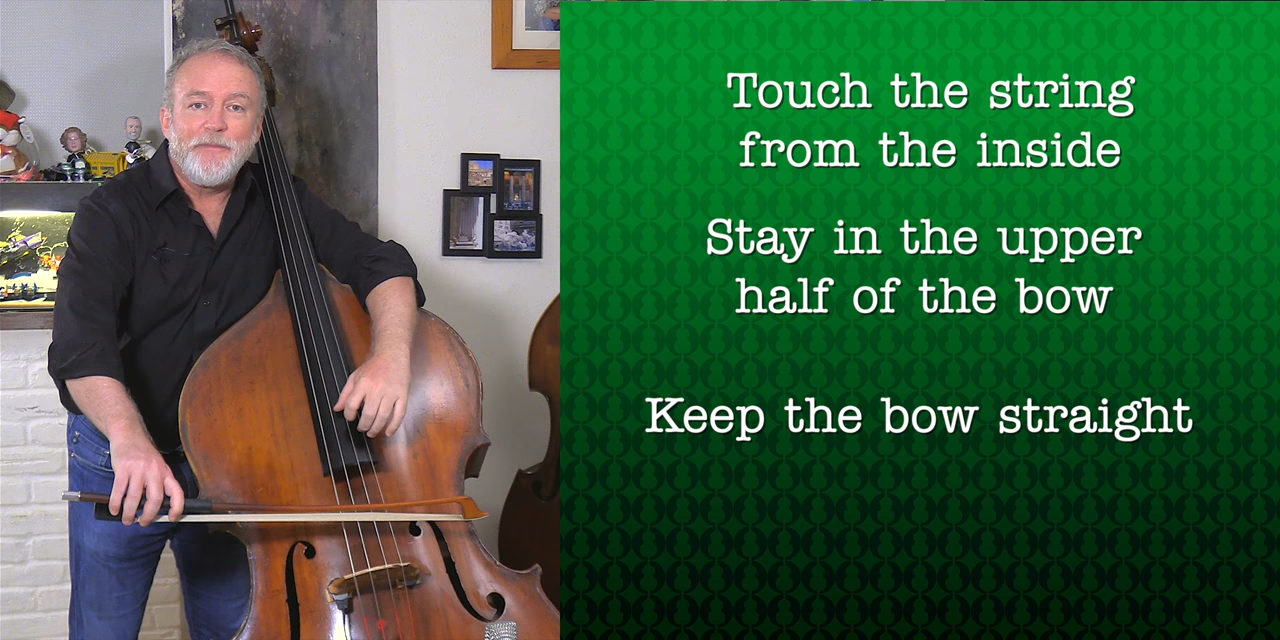 Touch the string
from the inside
Stay in the upper
half of the bow
Keep the bow straight